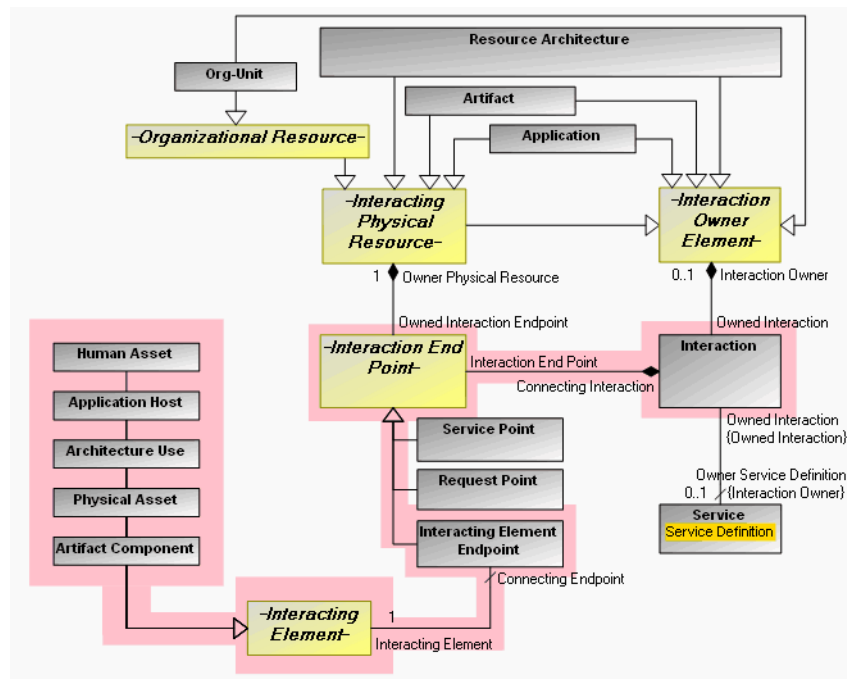 Resource Architecture
Org-Unit
Artifact
–Organizational Resource–
Application
–Interacting
Physical
Resource–
–Interaction
Owner
Element–
1
Owner Physical Resource
0..1
Interaction Owner
Owned Interaction Endpoint
Owned Interaction
Human Asset
Application Host
Architecture Use
Physical Asset
Artifact Component
–Interaction End
Point–
Interaction End Point
Connecting Interaction
Interaction
Service Point
Request Point
Interacting Element
Endpoint
Owned Interaction
{Owned Interaction}
Owner Service Definition
0..1
{Interaction Owner}
Service
Service Definition
Connecting Endpoint
–Interacting
Element–
1
Interacting Element